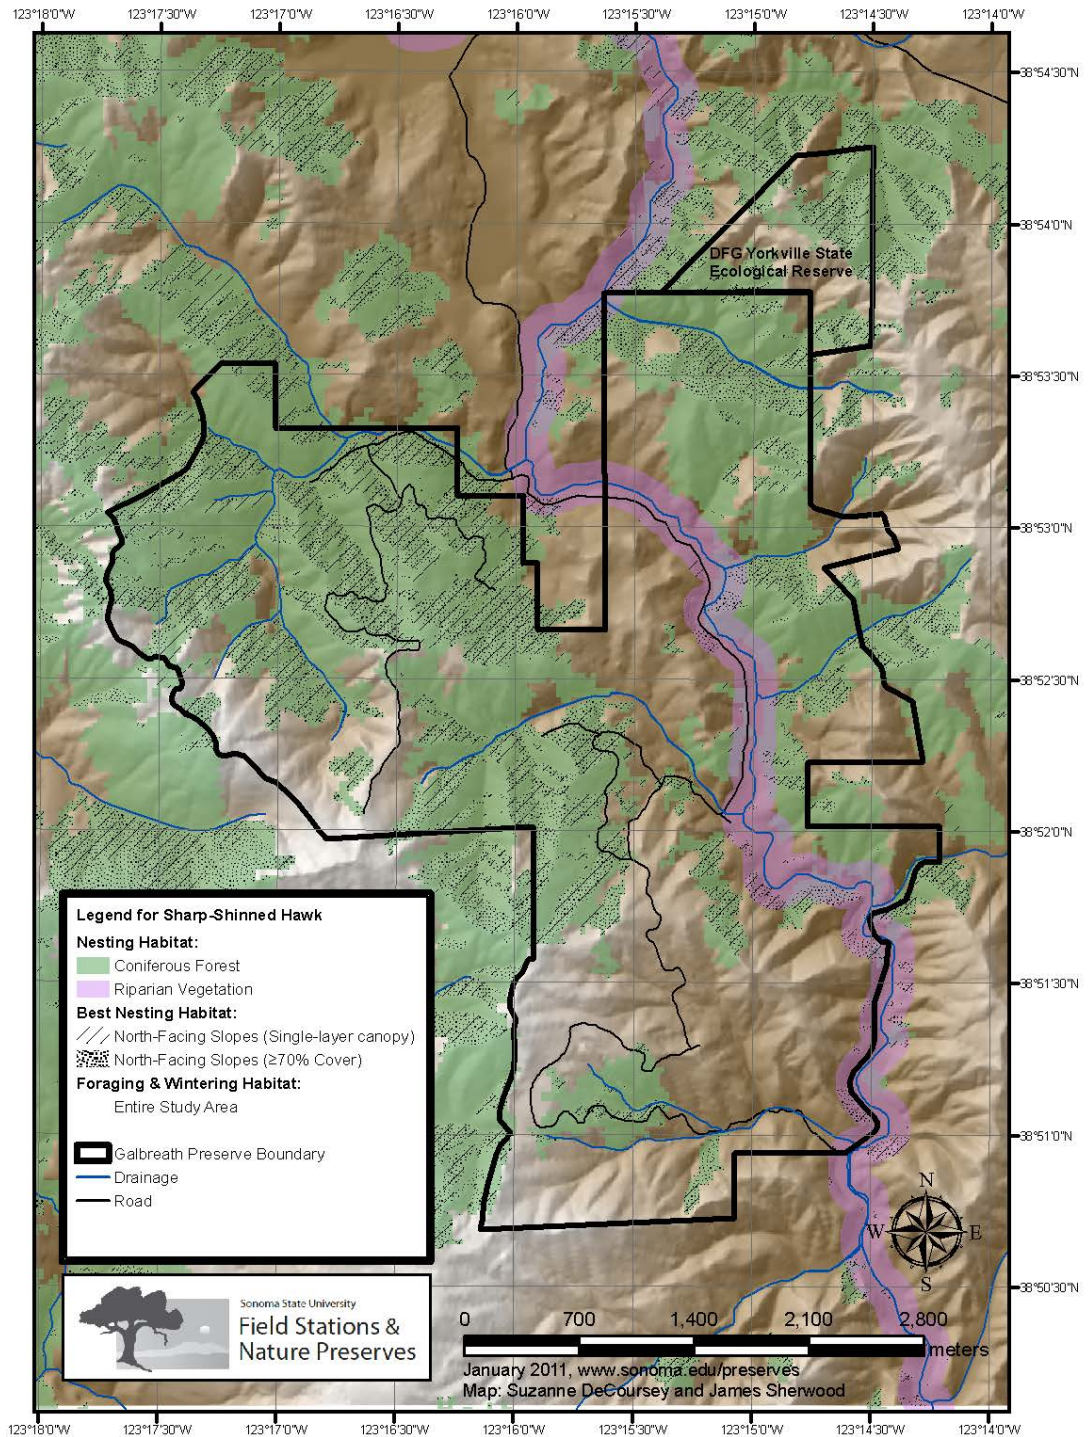 123°18'0"W 123°17'30"W 123°17'0"W 123°16'30"W 123°16'0"W 123°15'30"W 123°15'0"W 123°14'30"W 123°14'0"W
38°54'30"N
38°54'0"N
DFG Yorkville State
Ecological Reserve
38°53'30"N
38°53'0"N
38°52'30"N
38°52'0"N
Legend for Sharp-Shinned Hawk
Nesting Habitat:
Coniferous Forest
Riparian Vegetation
Best Nesting Habitat:
North-Facing Slopes (Single-layer canopy)
North-Facing Slopes (≥70% Cover)
Foraging & Wintering Habitat:
Entire Study Area
Galbreath Preserve Boundary
Drainage
Road
38°51'30"N
38°51'0"N
N
W E
S
38°50'30"N
Sonoma State University
Field Stations &
Nature Preserves
0 700 1,400 2,100 2,800
meters
January 2011, www.sonoma.edu/preserves
Map: Suzanne DeCoursey and James Sherwood
123°18'0"W 123°17'30"W 123°17'0"W 123°16'30"W 123°16'0"W 123°15'30"W 123°15'0"W 123°14'30"W 123°14'0"W